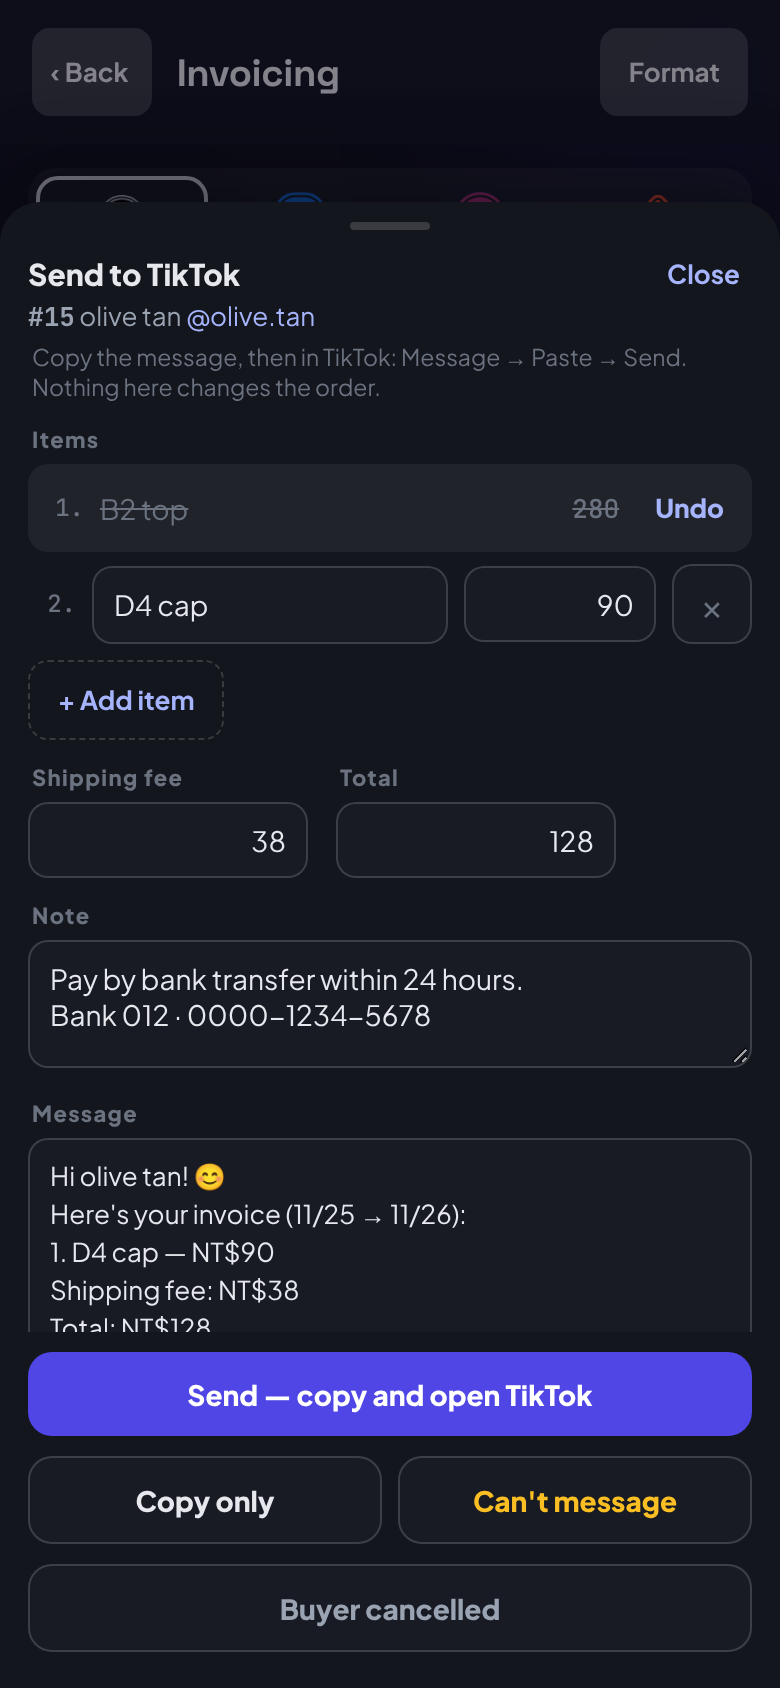 ‹ Back
Invoicing
Format
Send to TikTok
Close
#15 olive tan @olive.tan
Copy the message, then in TikTok: Message → Paste → Send.
Nothing here changes the order.
Items
1. B2 top 280 Undo
2. D4 cap 90 ×
+ Add item
Shipping fee
Total
38
128
Note
Pay by bank transfer within 24 hours.
Bank 012 · 0000–1234–5678
Message
Hi olive tan! 😊
Here's your invoice (11/25 → 11/26):
1. D4 cap — NT$90
Shipping fee: NT$38
Total: NT$128
Send — copy and open TikTok
Copy only
Can't message
Buyer cancelled